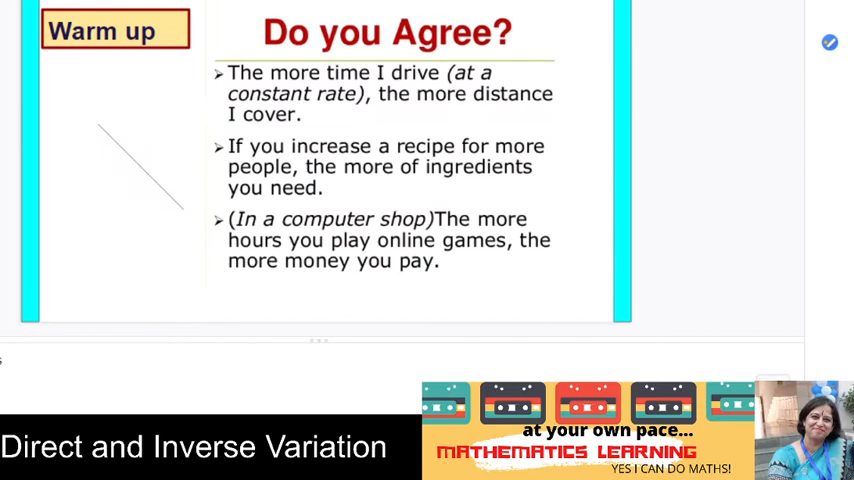 Warm up
Do you Agree?
➢ The more time I drive (at a
constant rate), the more distance
I cover.
➢ If you increase a recipe for more
people, the more of ingredients
you need.
➢ (In a computer shop)The more
hours you play online games, the
more money you pay.
s
Direct and Inverse Variation
at your own pace...
MATHEMATICS LEARNING
YES I CAN DO MATHS!